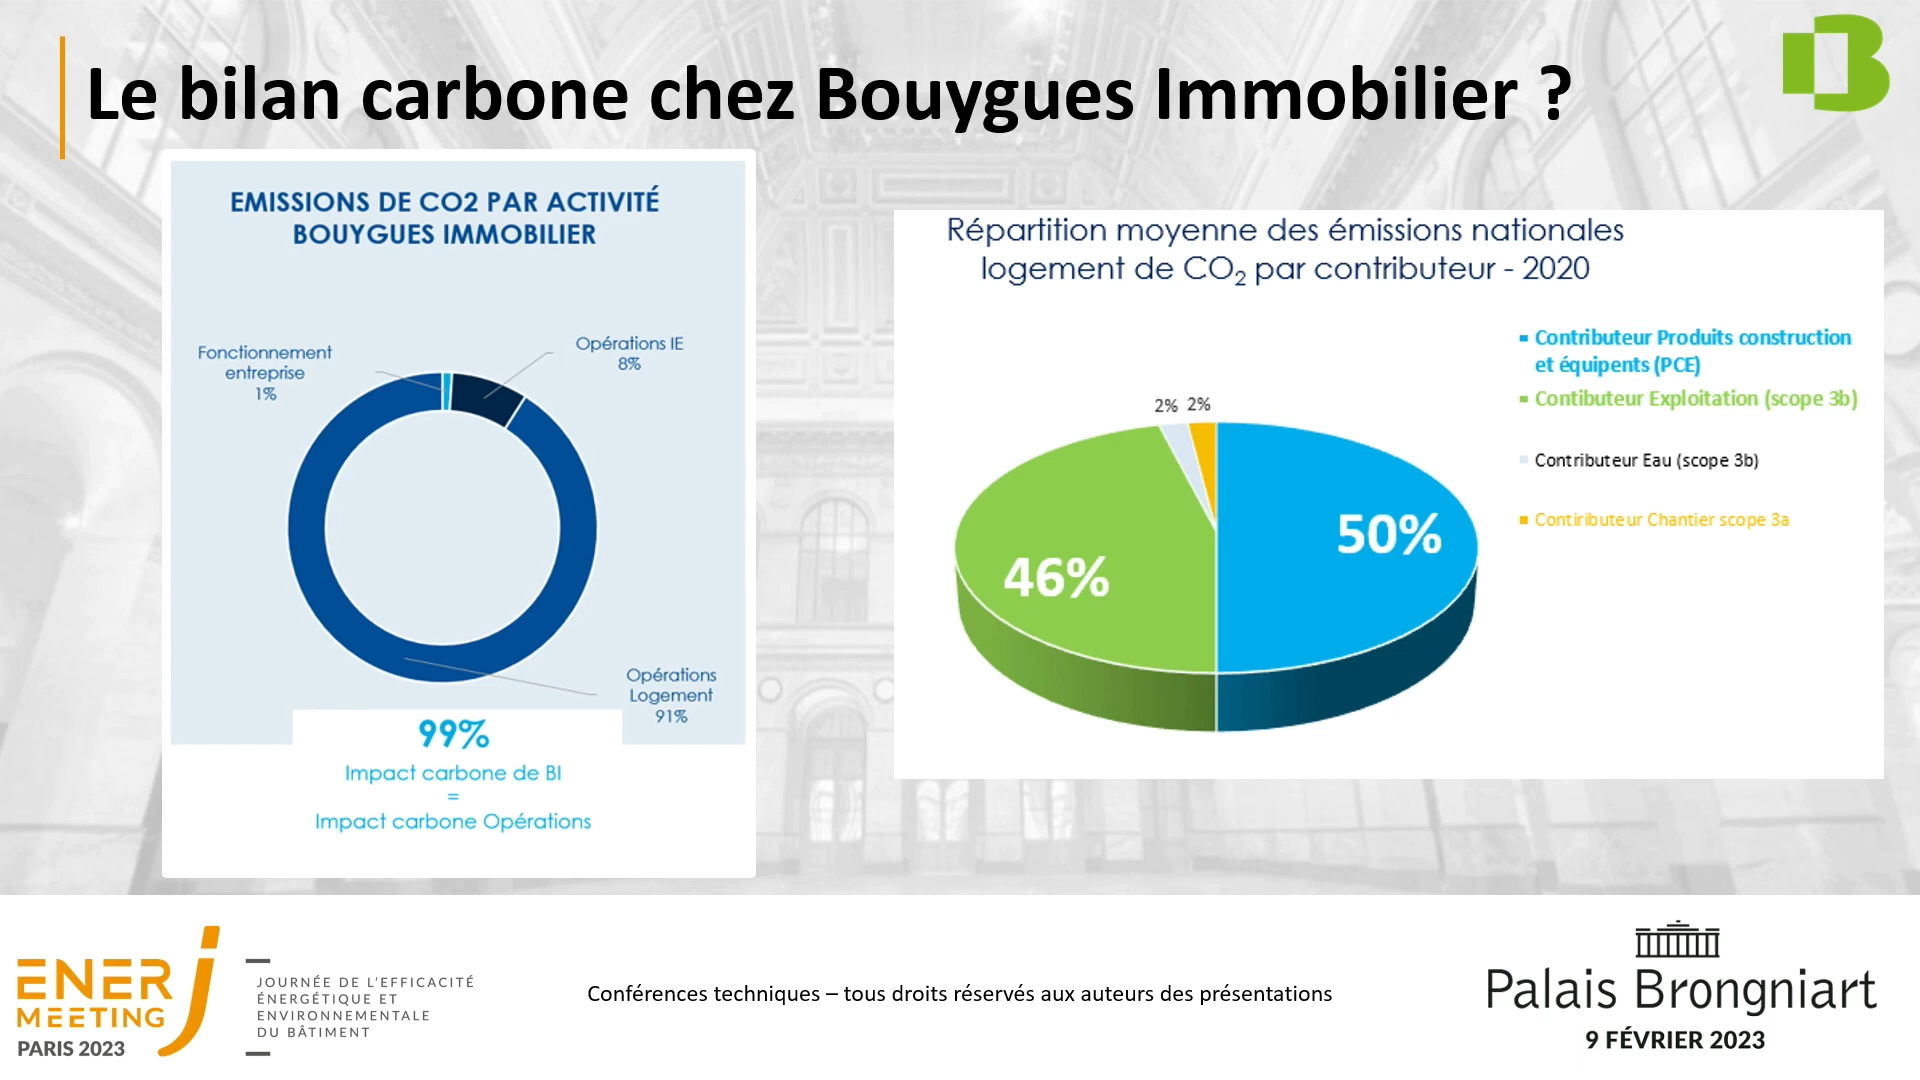 Le bilan carbone chez Bouygues Immobilier ?
EMISSIONS DE CO2 PAR ACTIVITÉ
BOUYGUES IMMOBILIER
Fonctionnement
entreprise
1%
Opérations IE
8%
Opérations
Logement
91%
99%
Impact carbone de BI
=
Impact carbone Opérations
Répartition moyenne des émissions nationales
logement de CO2 par contributeur - 2020
2% 2%
50%
46%
Contributeur Produits construction
et équipents (PCE)
Contibuteur Exploitation (scope 3b)
Contributeur Eau (scope 3b)
Contiributeur Chantier scope 3a
ENERJ
MEETING
PARIS 2023
JOURNÉE DE L'EFFICACITÉ
ÉNERGÉTIQUE ET
ENVIRONNEMENTALE
DU BÂTIMENT
Conférences techniques – tous droits réservés aux auteurs des présentations
Palais Brongniart
9 FÉVRIER 2023